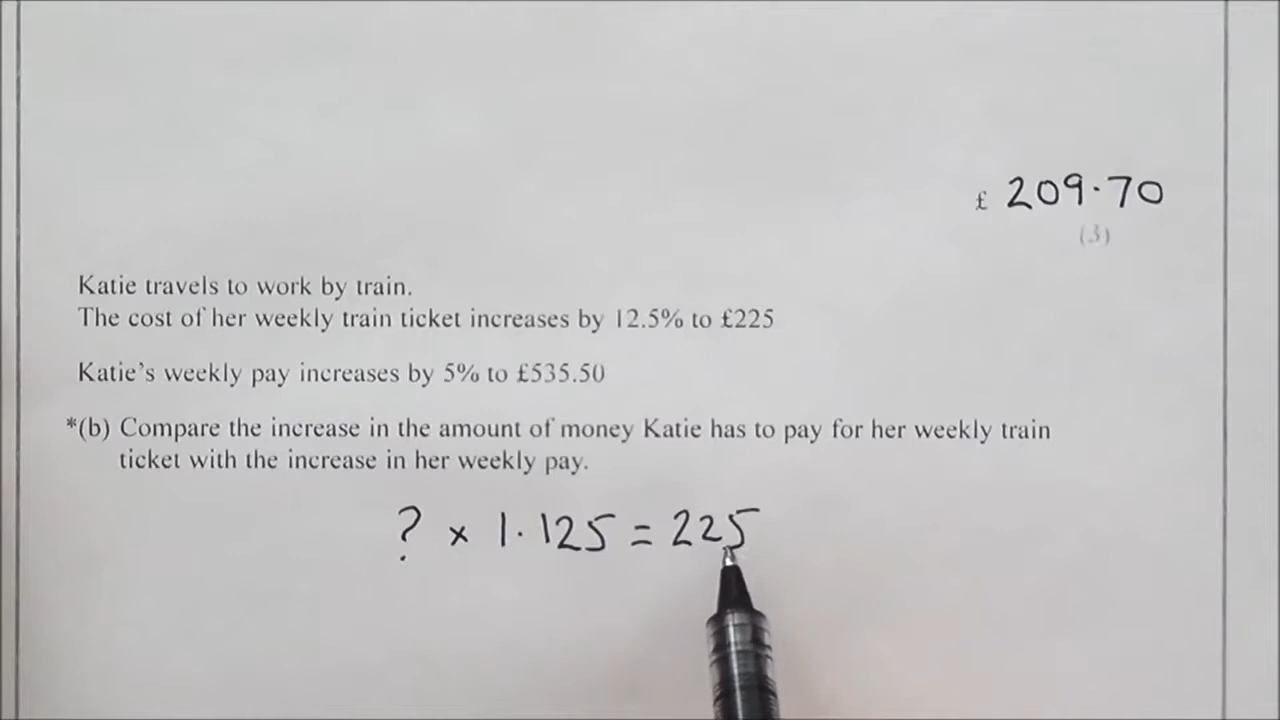 £ 209.70
(3)
Katie travels to work by train.
The cost of her weekly train ticket increases by 12.5% to £225
Katie's weekly pay increases by 5% to £535.50
*(b) Compare the increase in the amount of money Katie has to pay for her weekly train
ticket with the increase in her weekly pay.
? × 1.125 = 225